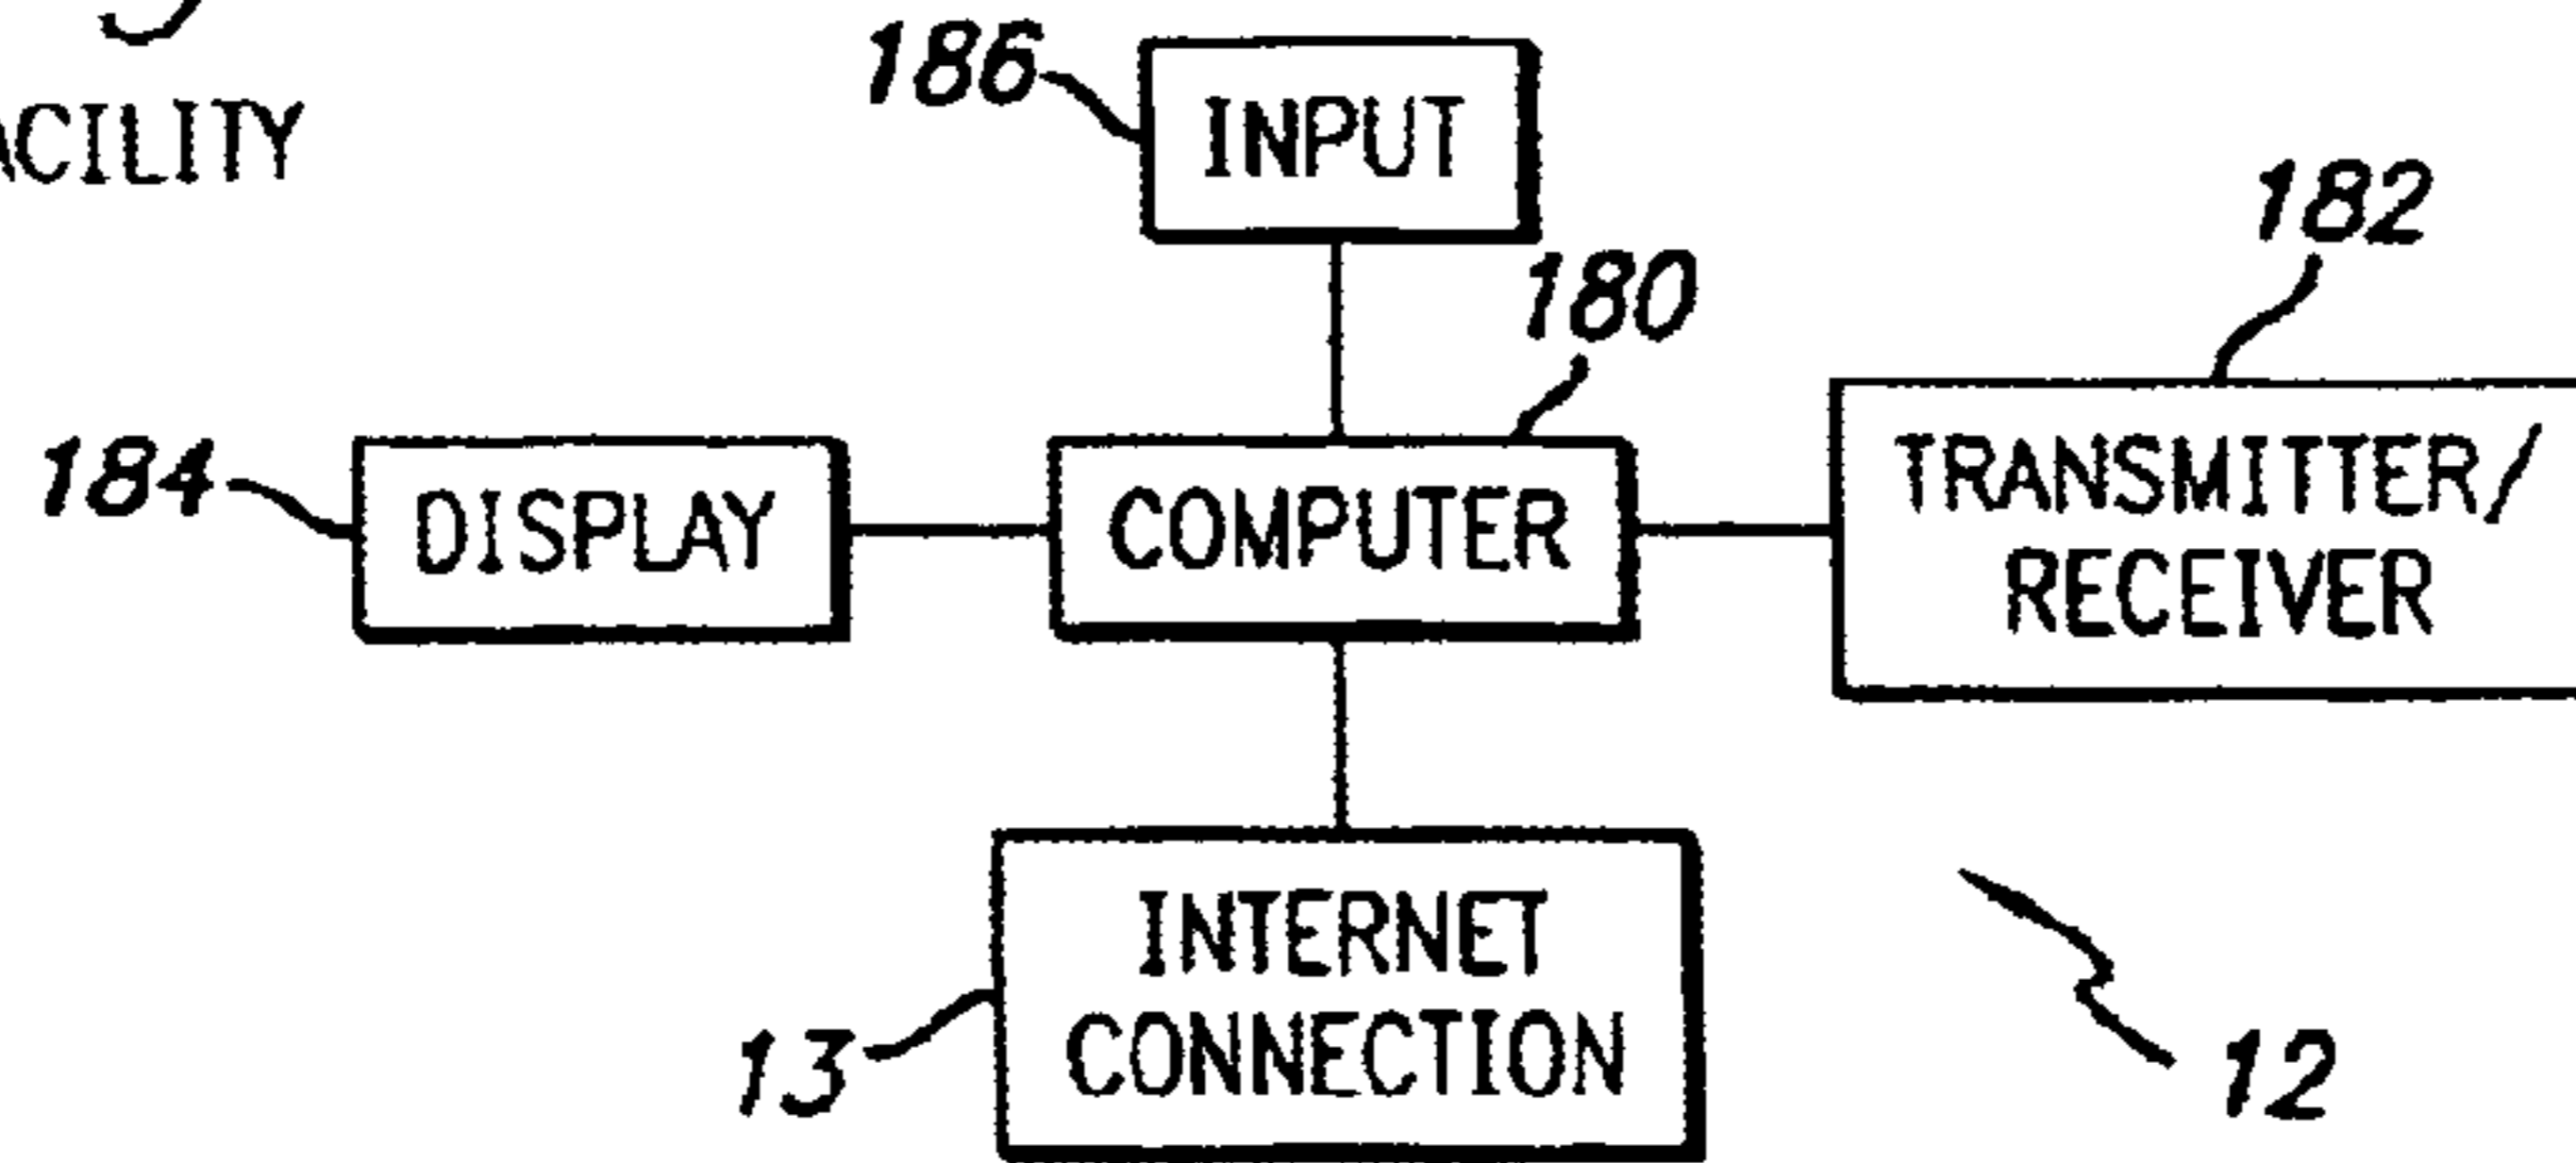 ACILITY
186
INPUT
182
180
184
DISPLAY
COMPUTER
TRANSMITTER/
RECEIVER
INTERNET
CONNECTION
13
12